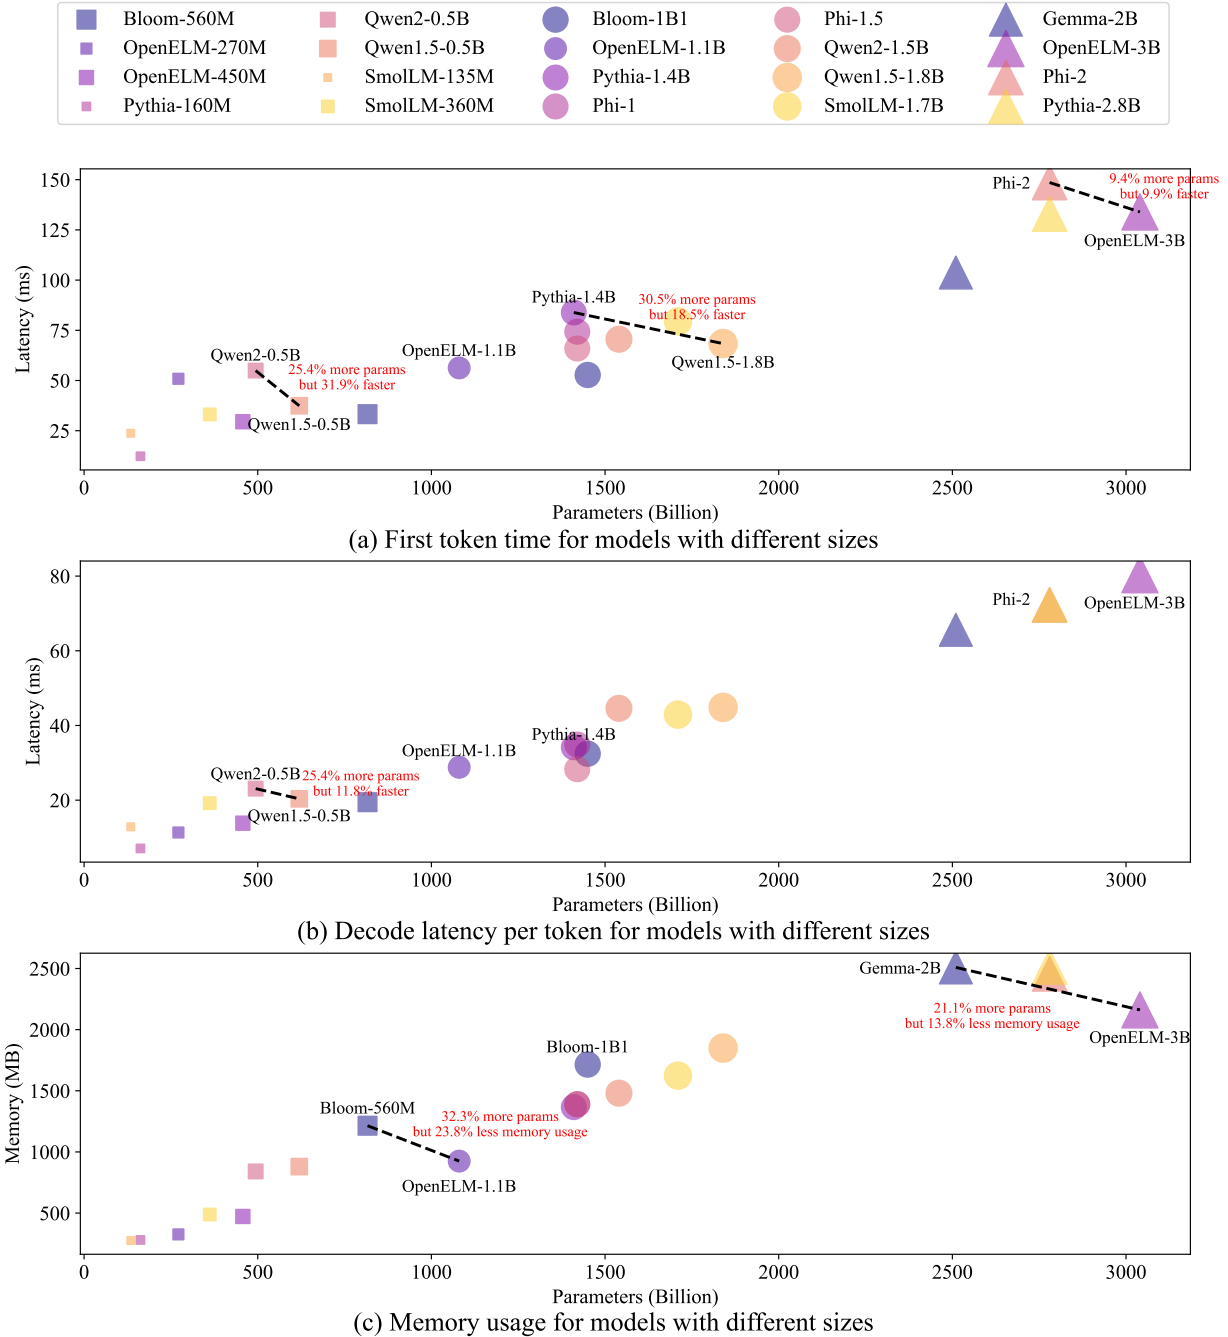 Bloom-560M Qwen2-0.5B Bloom-1B1 Phi-1.5 Gemma-2B
OpenELM-270M Qwen1.5-0.5B OpenELM-1.1B Qwen2-1.5B OpenELM-3B
OpenELM-450M SmolLM-135M Pythia-1.4B Qwen1.5-1.8B Phi-2
Pythia-160M SmolLM-360M Phi-1 SmolLM-1.7B Pythia-2.8B
150
125
100
75
50
25
Latency (ms)
Phi-2
9.4% more params
but 9.9% faster
OpenELM-3B
Pythia-1.4B
30.5% more params
but 18.5% faster
Qwen1.5-1.8B
OpenELM-1.1B
Qwen2-0.5B
25.4% more params
but 31.9% faster
Qwen1.5-0.5B
0 500 1000 1500 2000 2500 3000
Parameters (Billion)
(a) First token time for models with different sizes
80
60
40
20
Latency (ms)
Phi-2
OpenELM-3B
Pythia-1.4B
OpenELM-1.1B
Qwen2-0.5B
25.4% more params
but 11.8% faster
Qwen1.5-0.5B
0 500 1000 1500 2000 2500 3000
Parameters (Billion)
(b) Decode latency per token for models with different sizes
2500
2000
1500
1000
500
Memory (MB)
Gemma-2B
21.1% more params
but 13.8% less memory usage
OpenELM-3B
Bloom-1B1
Bloom-560M
32.3% more params
but 23.8% less memory usage
OpenELM-1.1B
0 500 1000 1500 2000 2500 3000
Parameters (Billion)
(c) Memory usage for models with different sizes